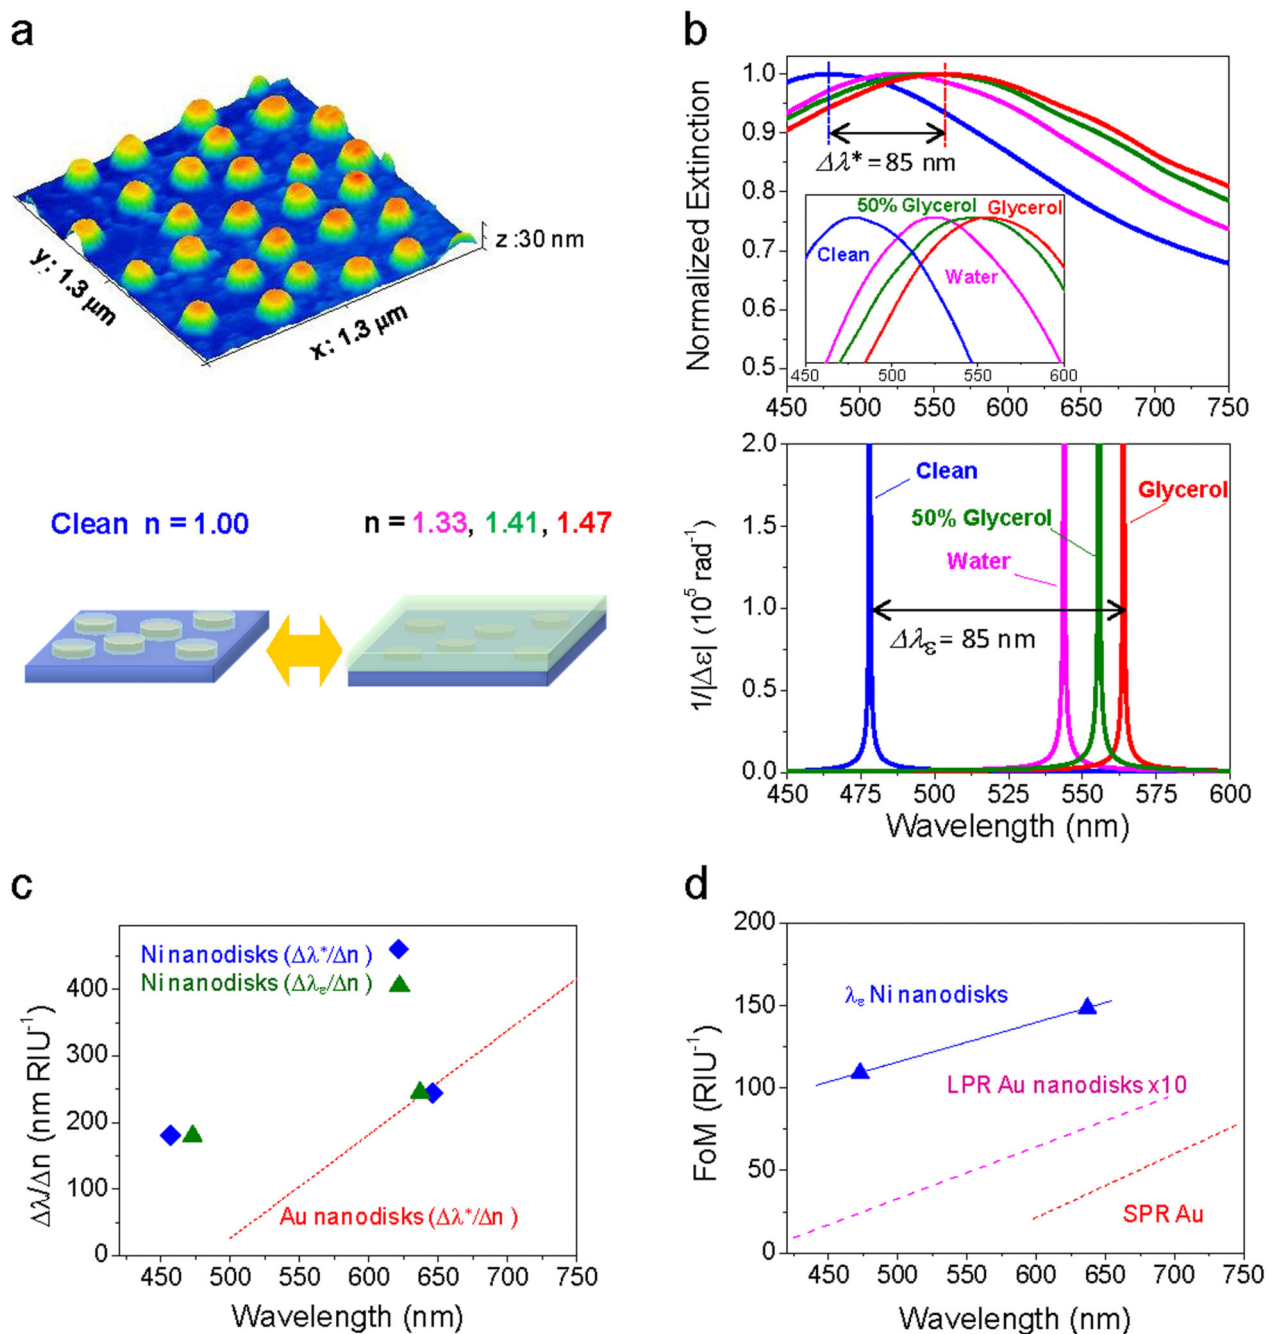 a
y: 1.3 μm
x: 1.3 μm
z :30 nm
Clean n = 1.00
n = 1.33, 1.41, 1.47
b
Normalized Extinction
1.0
0.9
0.8
0.7
0.6
0.5
Δλ* = 85 nm
50% Glycerol
Glycerol
Clean
Water
450 500 550 600
450 500 550 600 650 700 750
1/|Δε| (10⁵ rad⁻¹)
2.0
1.5
1.0
0.5
0.0
Clean
Glycerol
50% Glycerol
Water
Δλε = 85 nm
450 475 500 525 550 575 600
Wavelength (nm)
c
Δλ/Δn (nm RIU⁻¹)
400
300
250
200
100
0
Ni nanodisks (Δλ*/Δn )
Ni nanodisks (Δλε/Δn )
Au nanodisks (Δλ*/Δn )
450 500 550 600 650 700 750
Wavelength (nm)
d
FoM (RIU⁻¹)
200
150
100
50
0
λε Ni nanodisks
LPR Au nanodisks x10
SPR Au
450 500 550 600 650 700 750
Wavelength (nm)